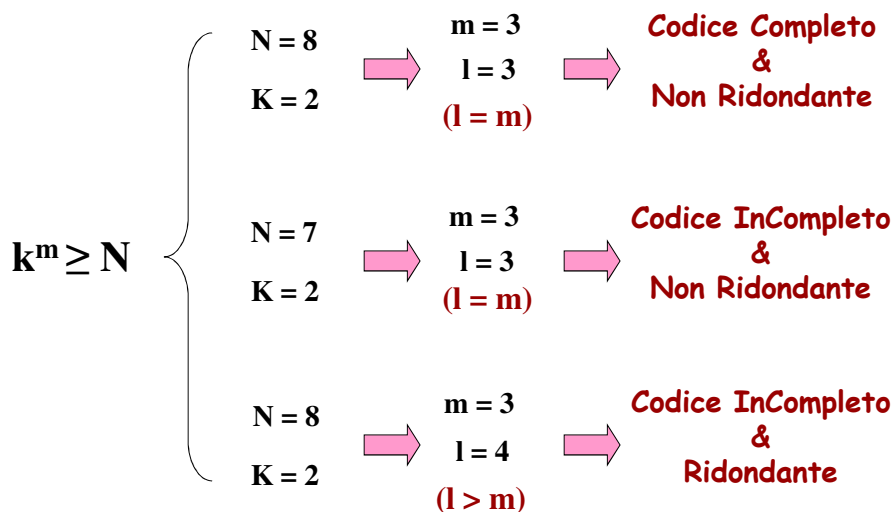 k^m ≥ N
N = 8
K = 2
m = 3
l = 3
(l = m)
Codice Completo
&
Non Ridondante
N = 7
K = 2
m = 3
l = 3
(l = m)
Codice InCompleto
&
Non Ridondante
N = 8
K = 2
m = 3
l = 4
(l > m)
Codice InCompleto
&
Ridondante